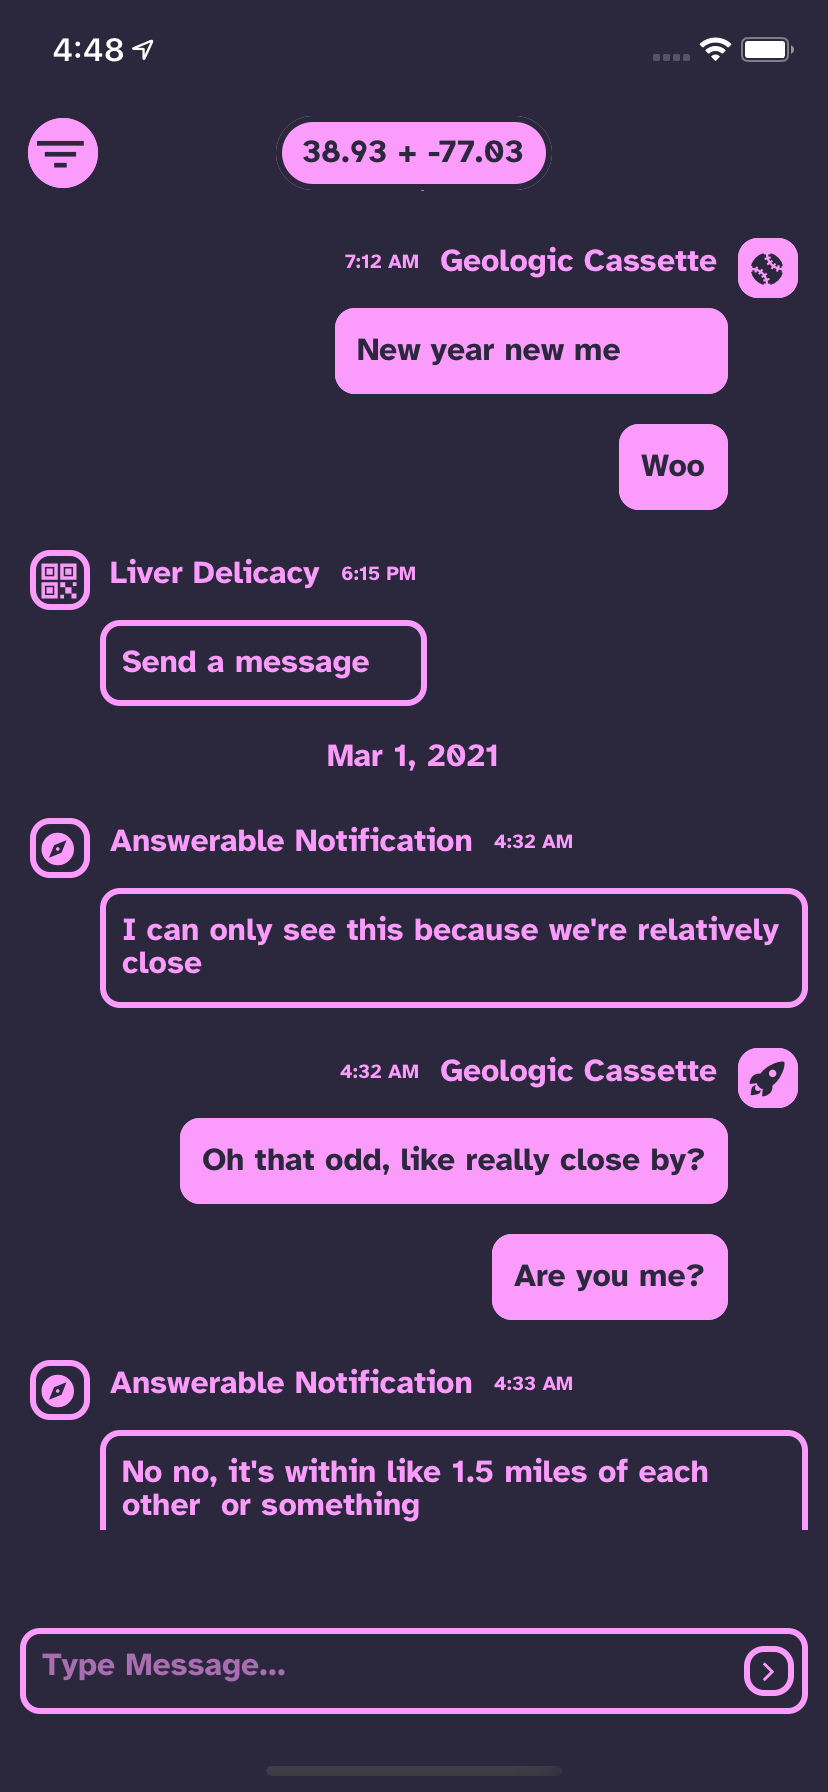 4:48
38.93 + -77.03
7:12 AM Geologic Cassette
New year new me
Woo
Liver Delicacy 6:15 PM
Send a message
Mar 1, 2021
Answerable Notification 4:32 AM
I can only see this because we're relatively
close
4:32 AM Geologic Cassette
Oh that odd, like really close by?
Are you me?
Answerable Notification 4:33 AM
No no, it's within like 1.5 miles of each
other  or something
Type Message...